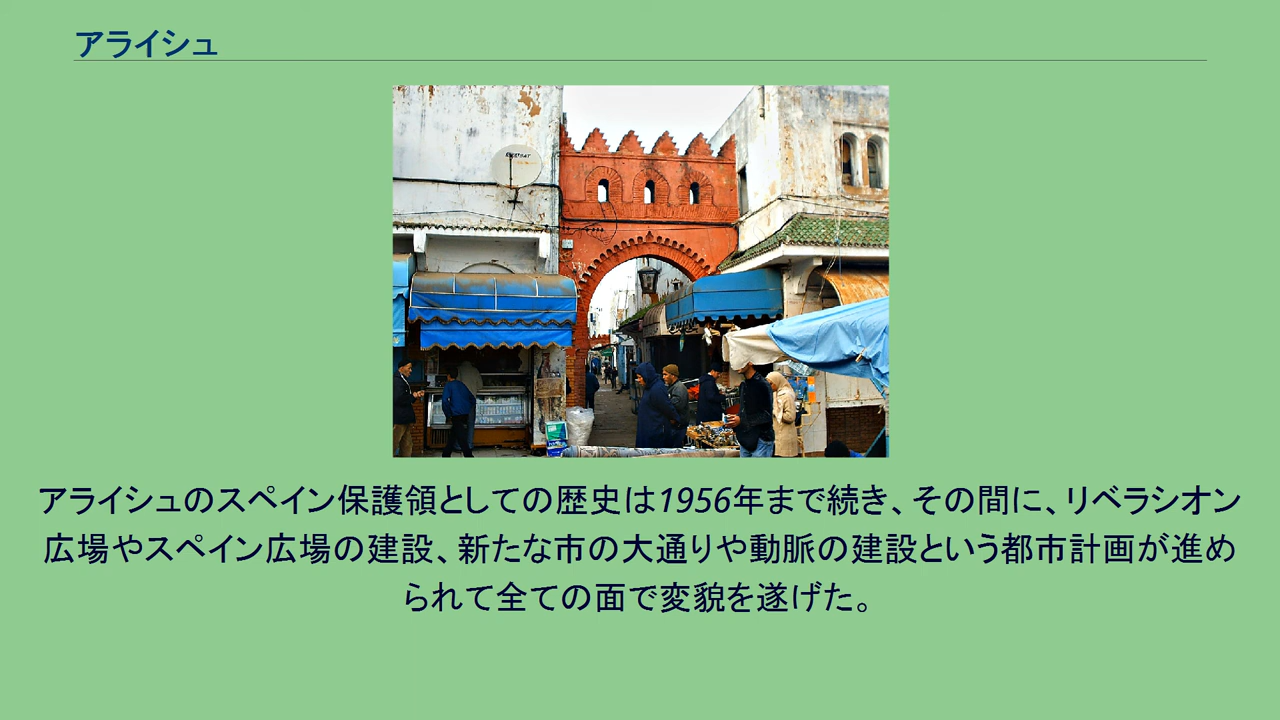 アライシュ
アライシュのスペイン保護領としての歴史は1956年まで続き、その間に、リベラシオン
広場やスペイン広場の建設、新たな市の大通りや動脈の建設という都市計画が進め
られて全ての面で変貌を遂げた。